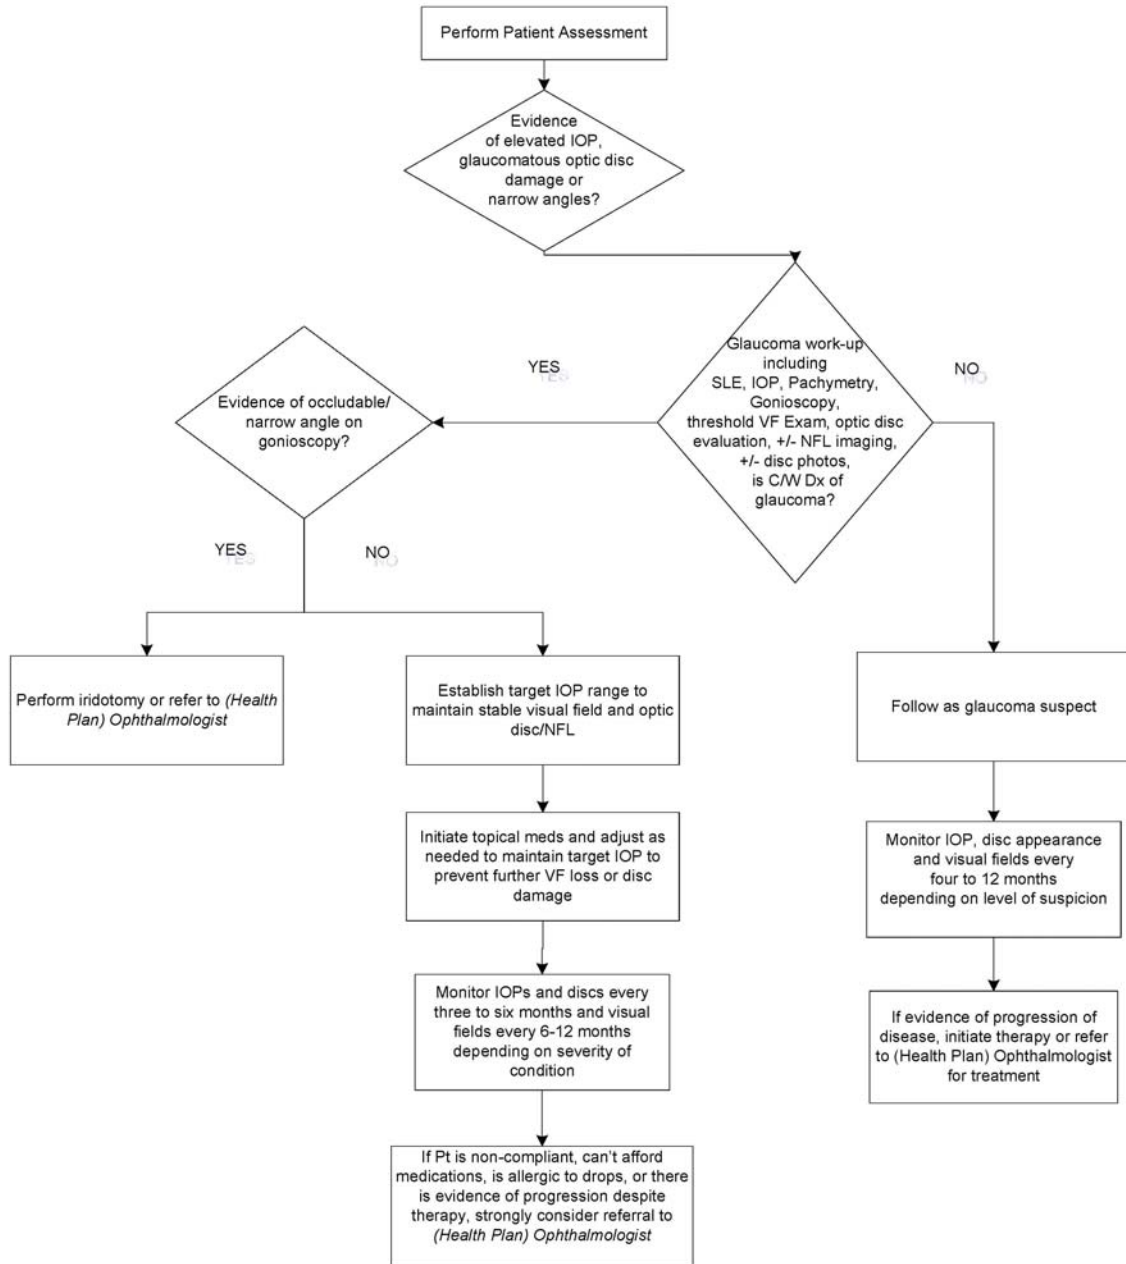 Perform Patient Assessment
Evidence
of elevated IOP,
glaucomatous optic disc
damage or
narrow angles?
Glaucoma work-up
including
SLE, IOP, Pachymetry,
Gonioscopy,
threshold VF Exam, optic disc
evaluation, +/- NFL imaging,
+/- disc photos,
is C/W Dx of
glaucoma?
YES
NO
Evidence of occludable/
narrow angle on
gonioscopy?
YES
NO
Perform iridotomy or refer to (Health
Plan) Ophthalmologist
Establish target IOP range to
maintain stable visual field and optic
disc/NFL
Initiate topical meds and adjust as
needed to maintain target IOP to
prevent further VF loss or disc
damage
Monitor IOPs and discs every
three to six months and visual
fields every 6-12 months
depending on severity of
condition
If Pt is non-compliant, can't afford
medications, is allergic to drops, or there
is evidence of progression despite
therapy, strongly consider referral to
(Health Plan) Ophthalmologist
Follow as glaucoma suspect
Monitor IOP, disc appearance
and visual fields every
four to 12 months
depending on level of suspicion
If evidence of progression of
disease, initiate therapy or refer
to (Health Plan) Ophthalmologist
for treatment